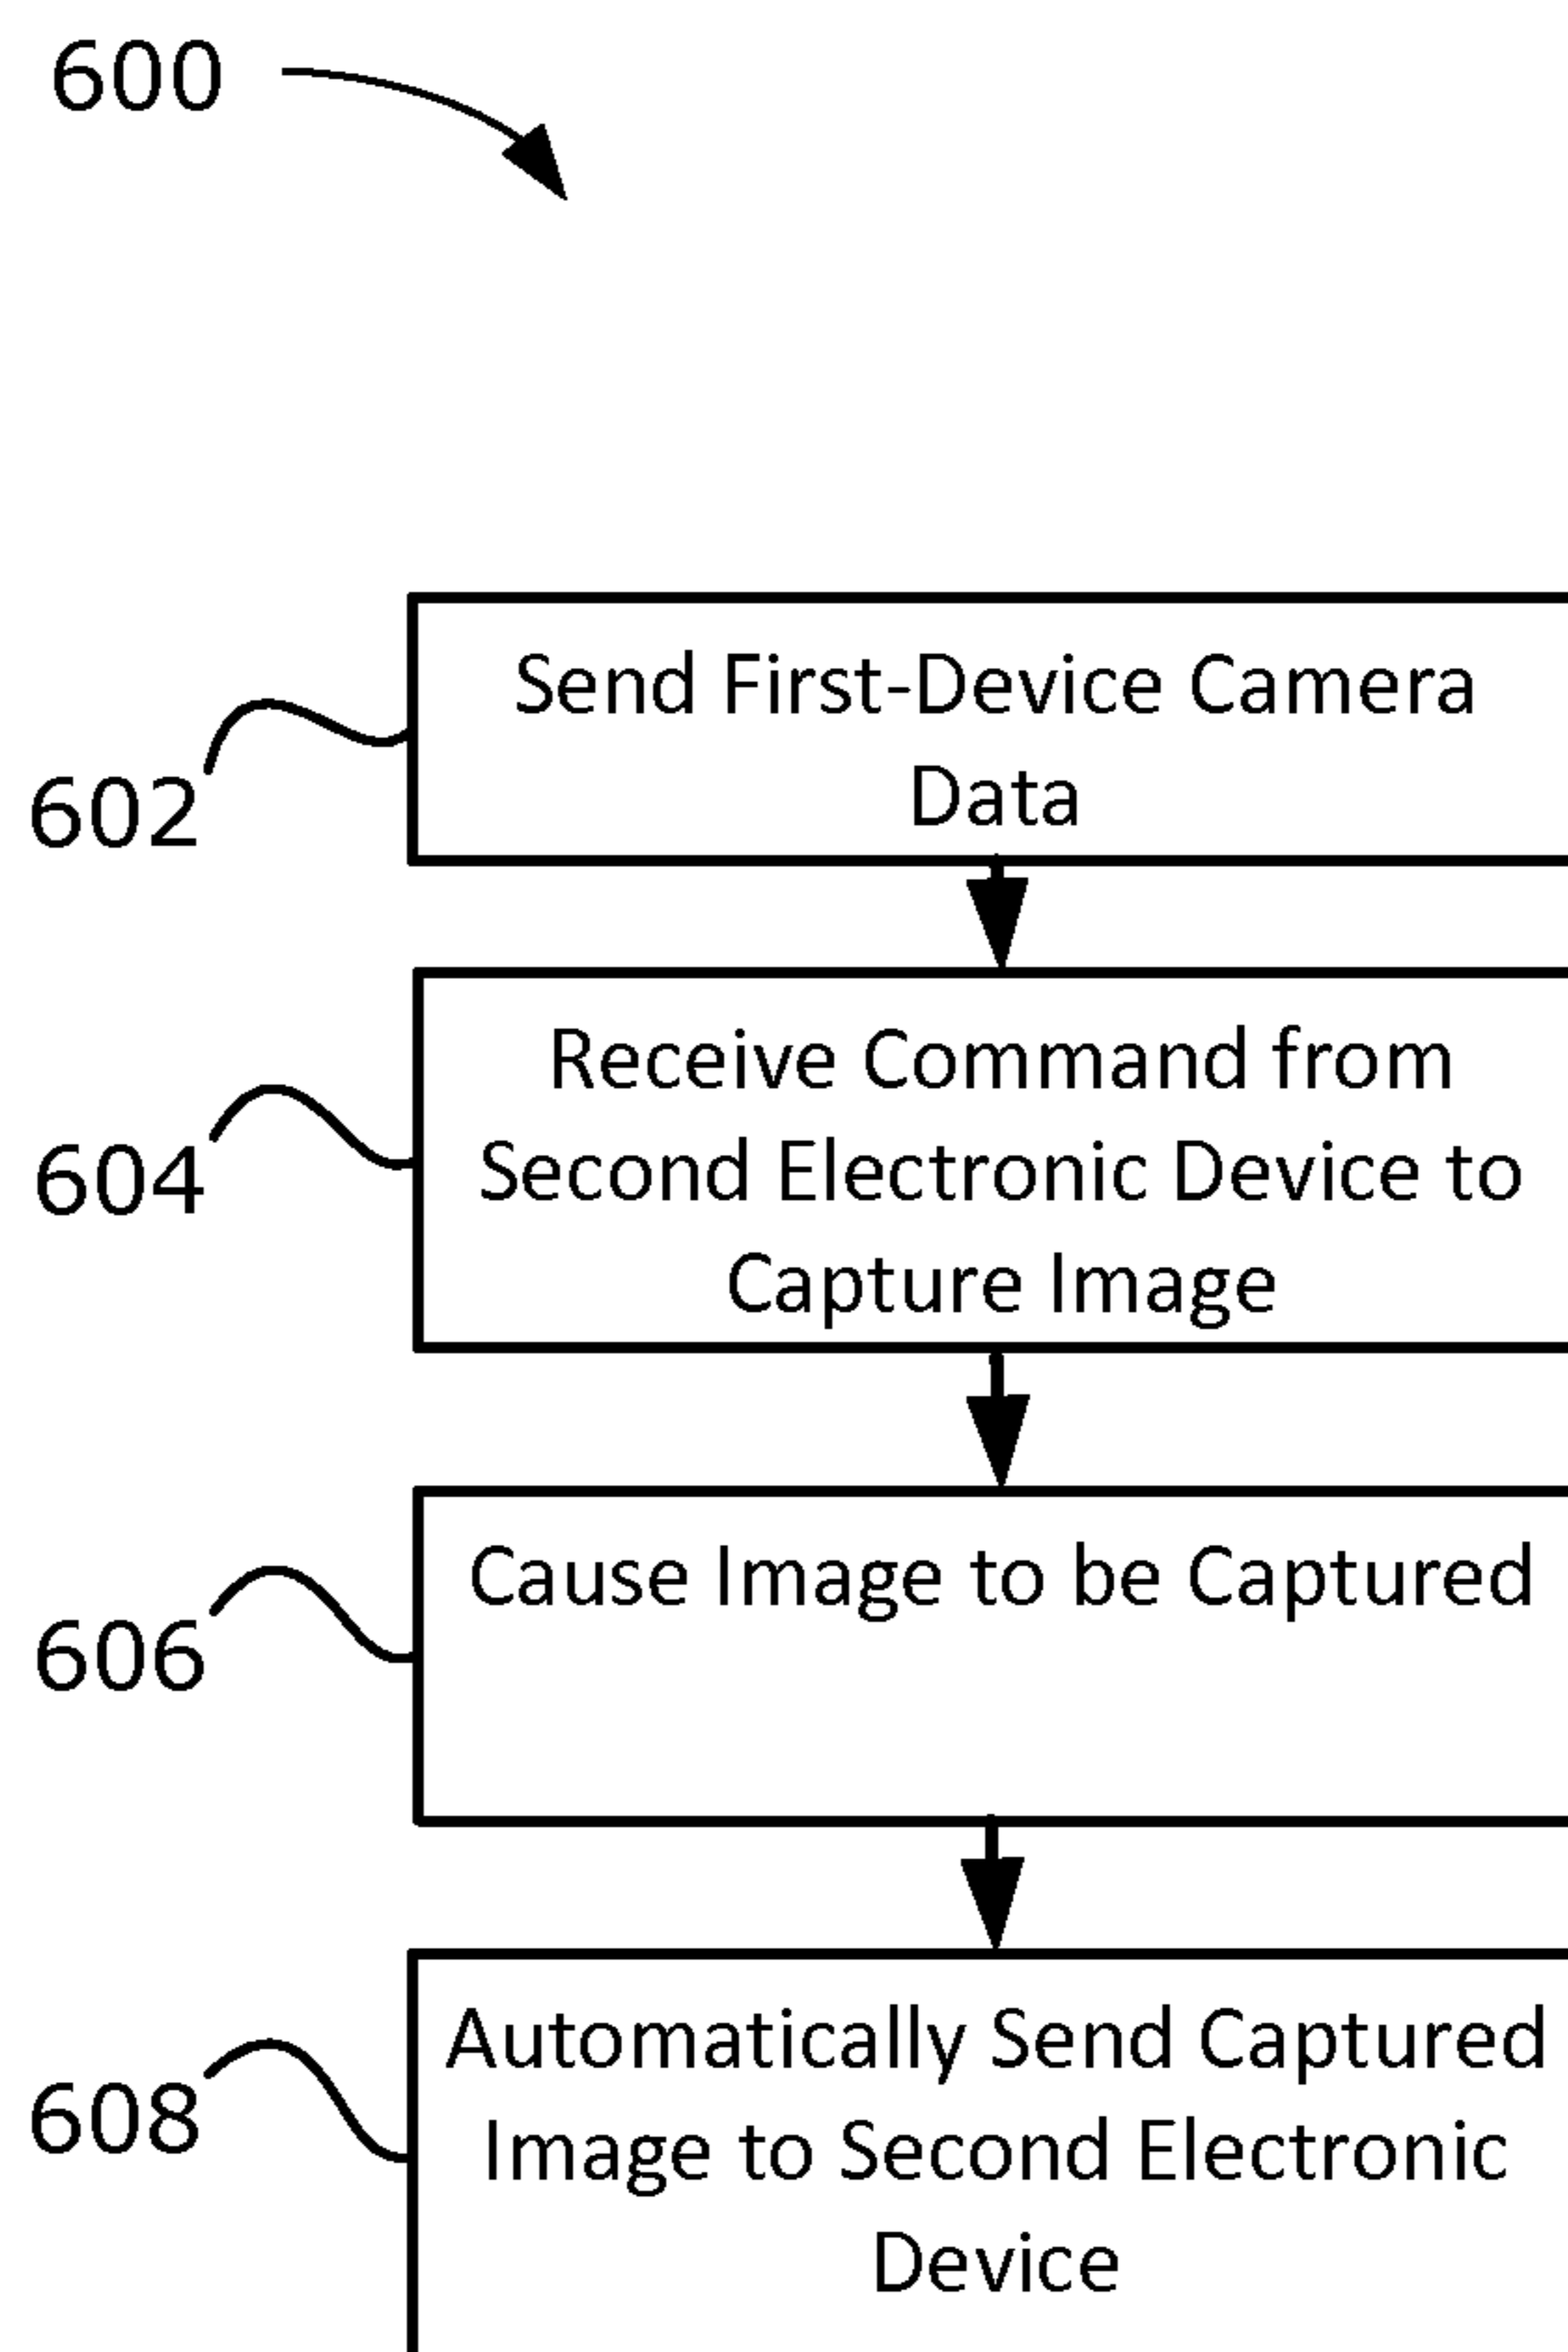 600
602
Send First-Device Camera
Data
604
Receive Command from
Second Electronic Device to
Capture Image
606
Cause Image to be Captured
608
Automatically Send Captured
Image to Second Electronic
Device